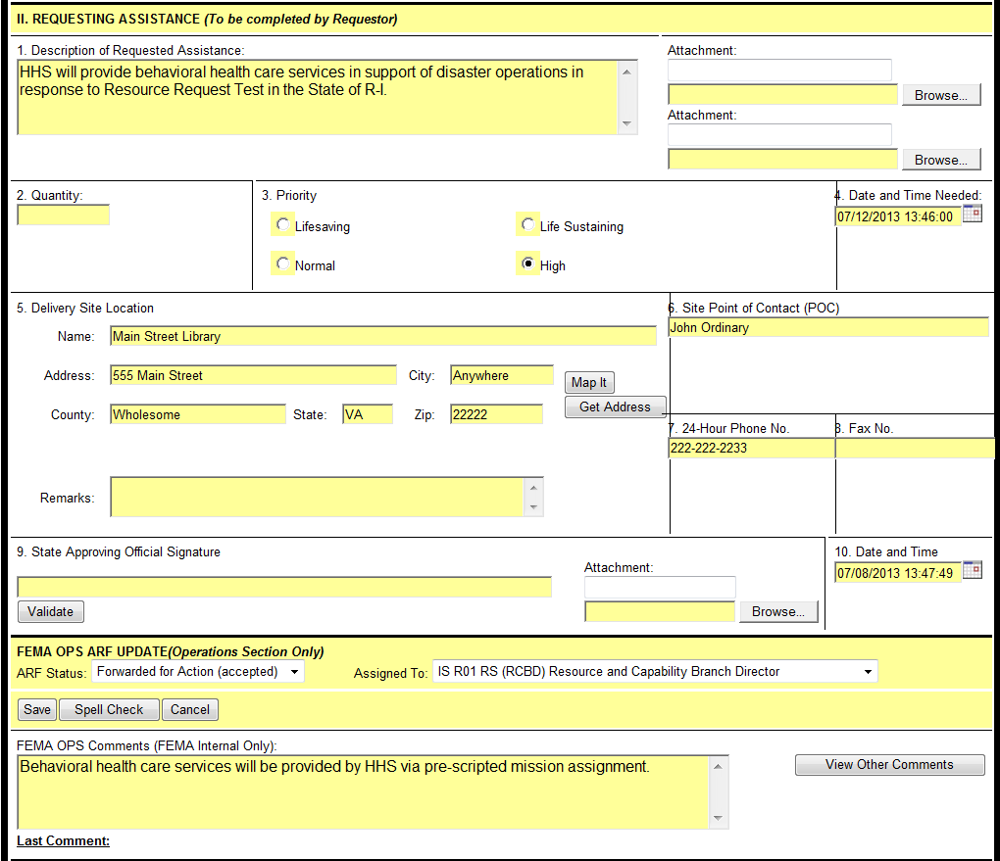 II. REQUESTING ASSISTANCE (To be completed by Requestor)
1. Description of Requested Assistance:
HHS will provide behavioral health care services in support of disaster operations in
response to Resource Request Test in the State of R-I.
Attachment:
Browse...
Attachment:
Browse...
2. Quantity:
3. Priority
Lifesaving
Life Sustaining
Normal
High
4. Date and Time Needed:
07/12/2013 13:46:00
5. Delivery Site Location
Name: Main Street Library
Address: 555 Main Street City: Anywhere
Map It
Get Address
County: Wholesome State: VA Zip: 22222
Remarks:
6. Site Point of Contact (POC)
John Ordinary
7. 24-Hour Phone No.
222-222-2233
8. Fax No.
9. State Approving Official Signature
Validate
Attachment:
Browse...
10. Date and Time
07/08/2013 13:47:49
FEMA OPS ARF UPDATE(Operations Section Only)
ARF Status: Forwarded for Action (accepted) Assigned To: IS R01 RS (RCBD) Resource and Capability Branch Director
Save Spell Check Cancel
FEMA OPS Comments (FEMA Internal Only):
Behavioral health care services will be provided by HHS via pre-scripted mission assignment.
View Other Comments
Last Comment: